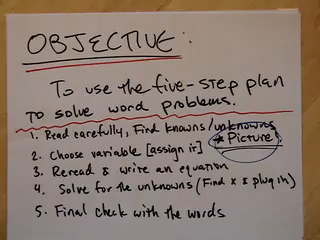 OBJECTIVE:
To use the five-step plan
to solve word problems.
1. Read carefully, Find knowns/unknowns
* Picture
2. Choose variable [assign it]
3. Reread & write an equation
4. Solve for the unknowns (Find x & plug in)
5. Final check with the words